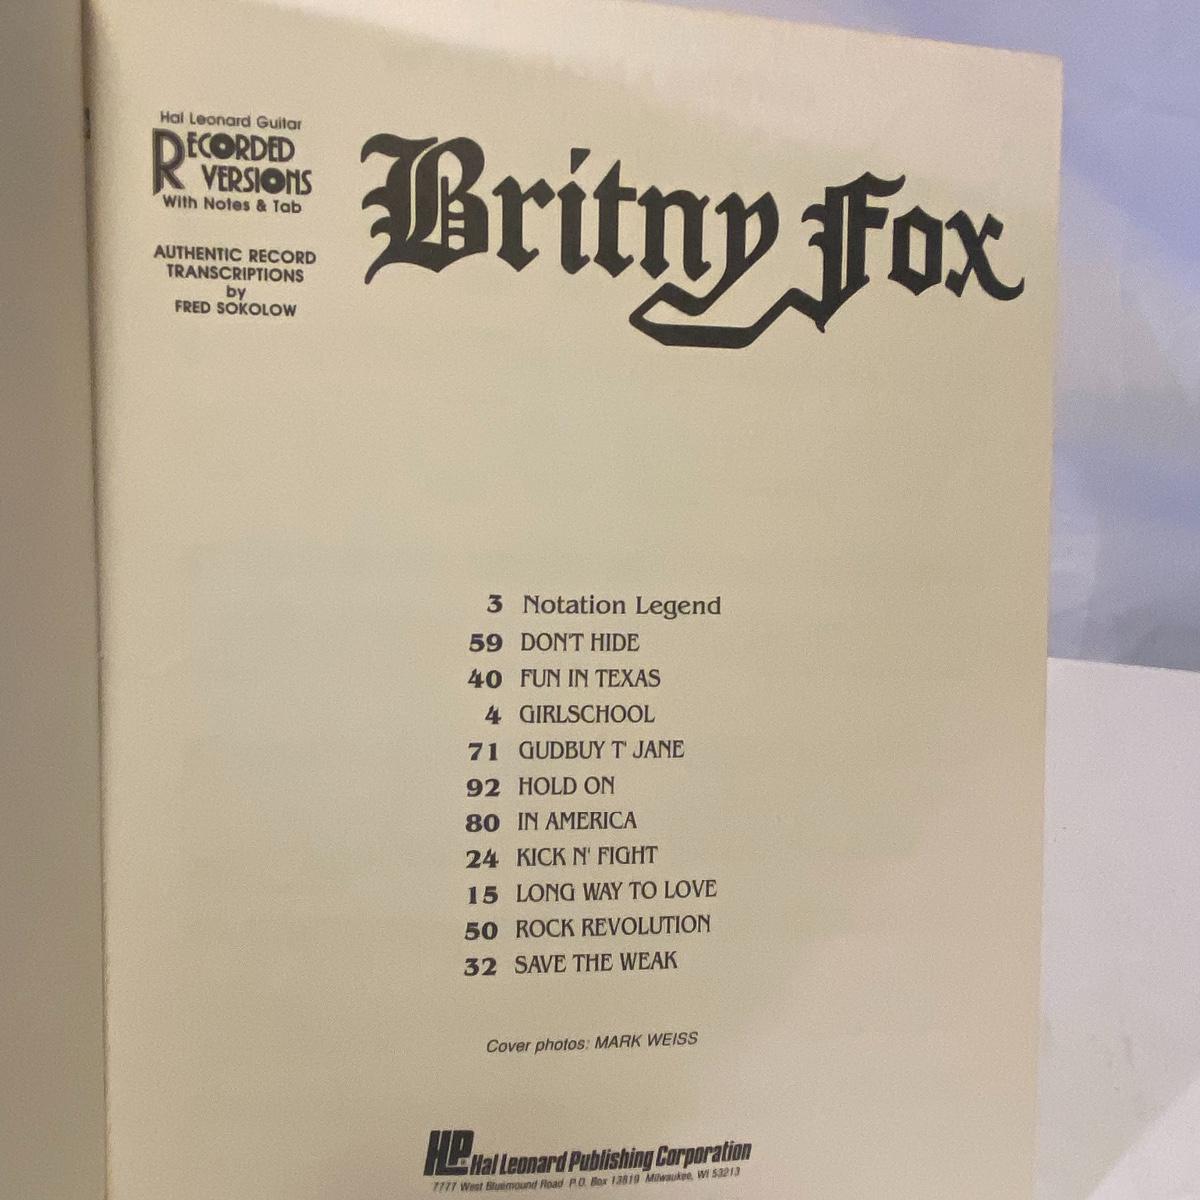 Hal Leonard Guitar
RECORDED
VERSIONS
With Notes & Tab
AUTHENTIC RECORD
TRANSCRIPTIONS
by
FRED SOKOLOW
Britny Fox
3 Notation Legend
59 DON'T HIDE
40 FUN IN TEXAS
4 GIRLSCHOOL
71 GUDBUY T' JANE
92 HOLD ON
80 IN AMERICA
24 KICK N' FIGHT
15 LONG WAY TO LOVE
50 ROCK REVOLUTION
32 SAVE THE WEAK
Cover photos: MARK WEISS
HL Hal Leonard Publishing Corporation
7777 West Bluemound Road P.O. Box 13819 Milwaukee, WI 53213